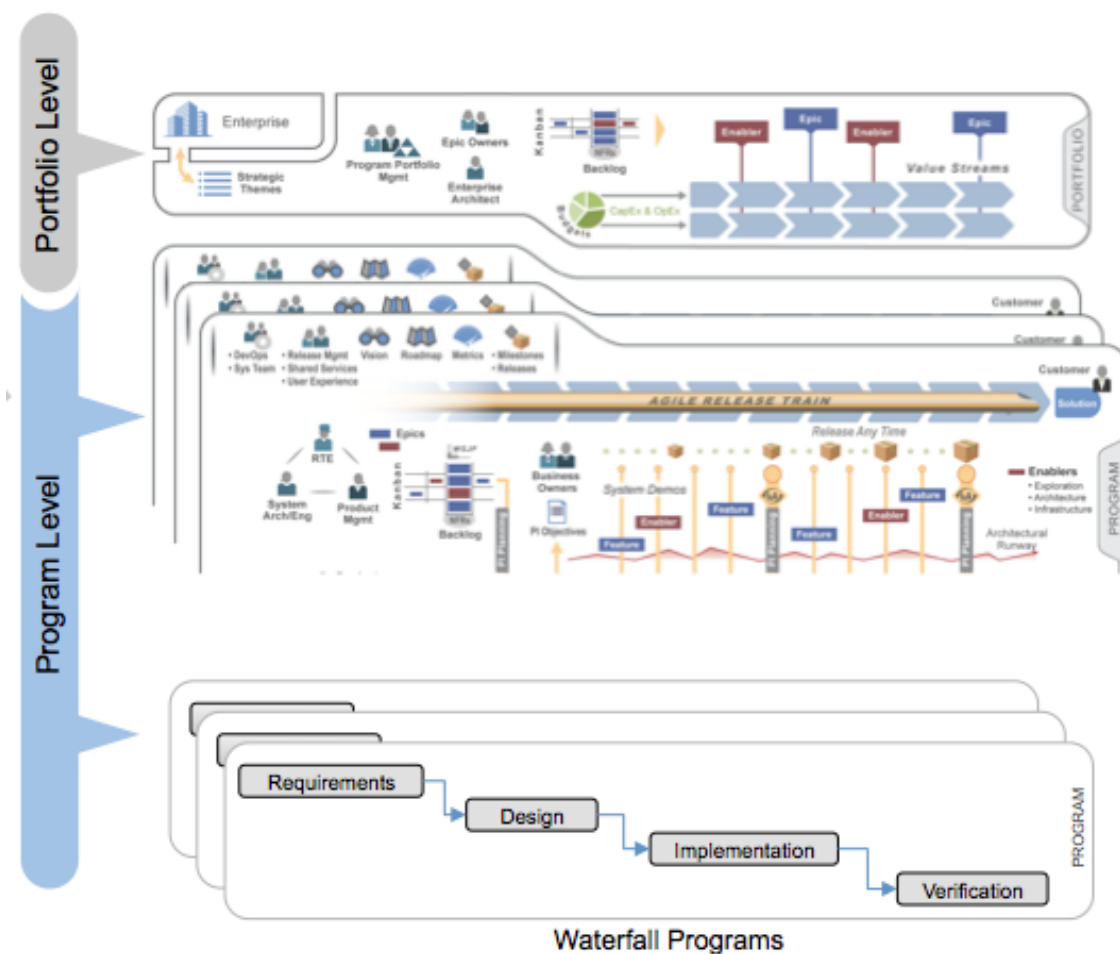 Portfolio Level
Enterprise
Strategic
Themes
Program Portfolio
Mgmt
Epic Owners
Enterprise
Architect
Kanban
NFRs
Backlog
Budgets
CapEx & OpEx
Enabler
Epic
Enabler
Epic
Value Streams
PORTFOLIO
Program Level
Customer
Customer
• DevOps
• Sys Team
• Release Mgmt
• Shared Services
• User Experience
Vision
Roadmap
Metrics
• Milestones
• Releases
Customer
AGILE RELEASE TRAIN
Solution
Release Any Time
RTE
System
Arch/Eng
Product
Mgmt
Epics
Kanban
NFRs
Backlog
PI Planning
Business
Owners
PI Objectives
System Demos
Feature
Enabler
Feature
PI Planning
Feature
Enabler
Feature
PI Planning
Enablers
• Exploration
• Architecture
• Infrastructure
Architectural
Runway
PROGRAM
Requirements
Design
Implementation
Verification
PROGRAM
Waterfall Programs